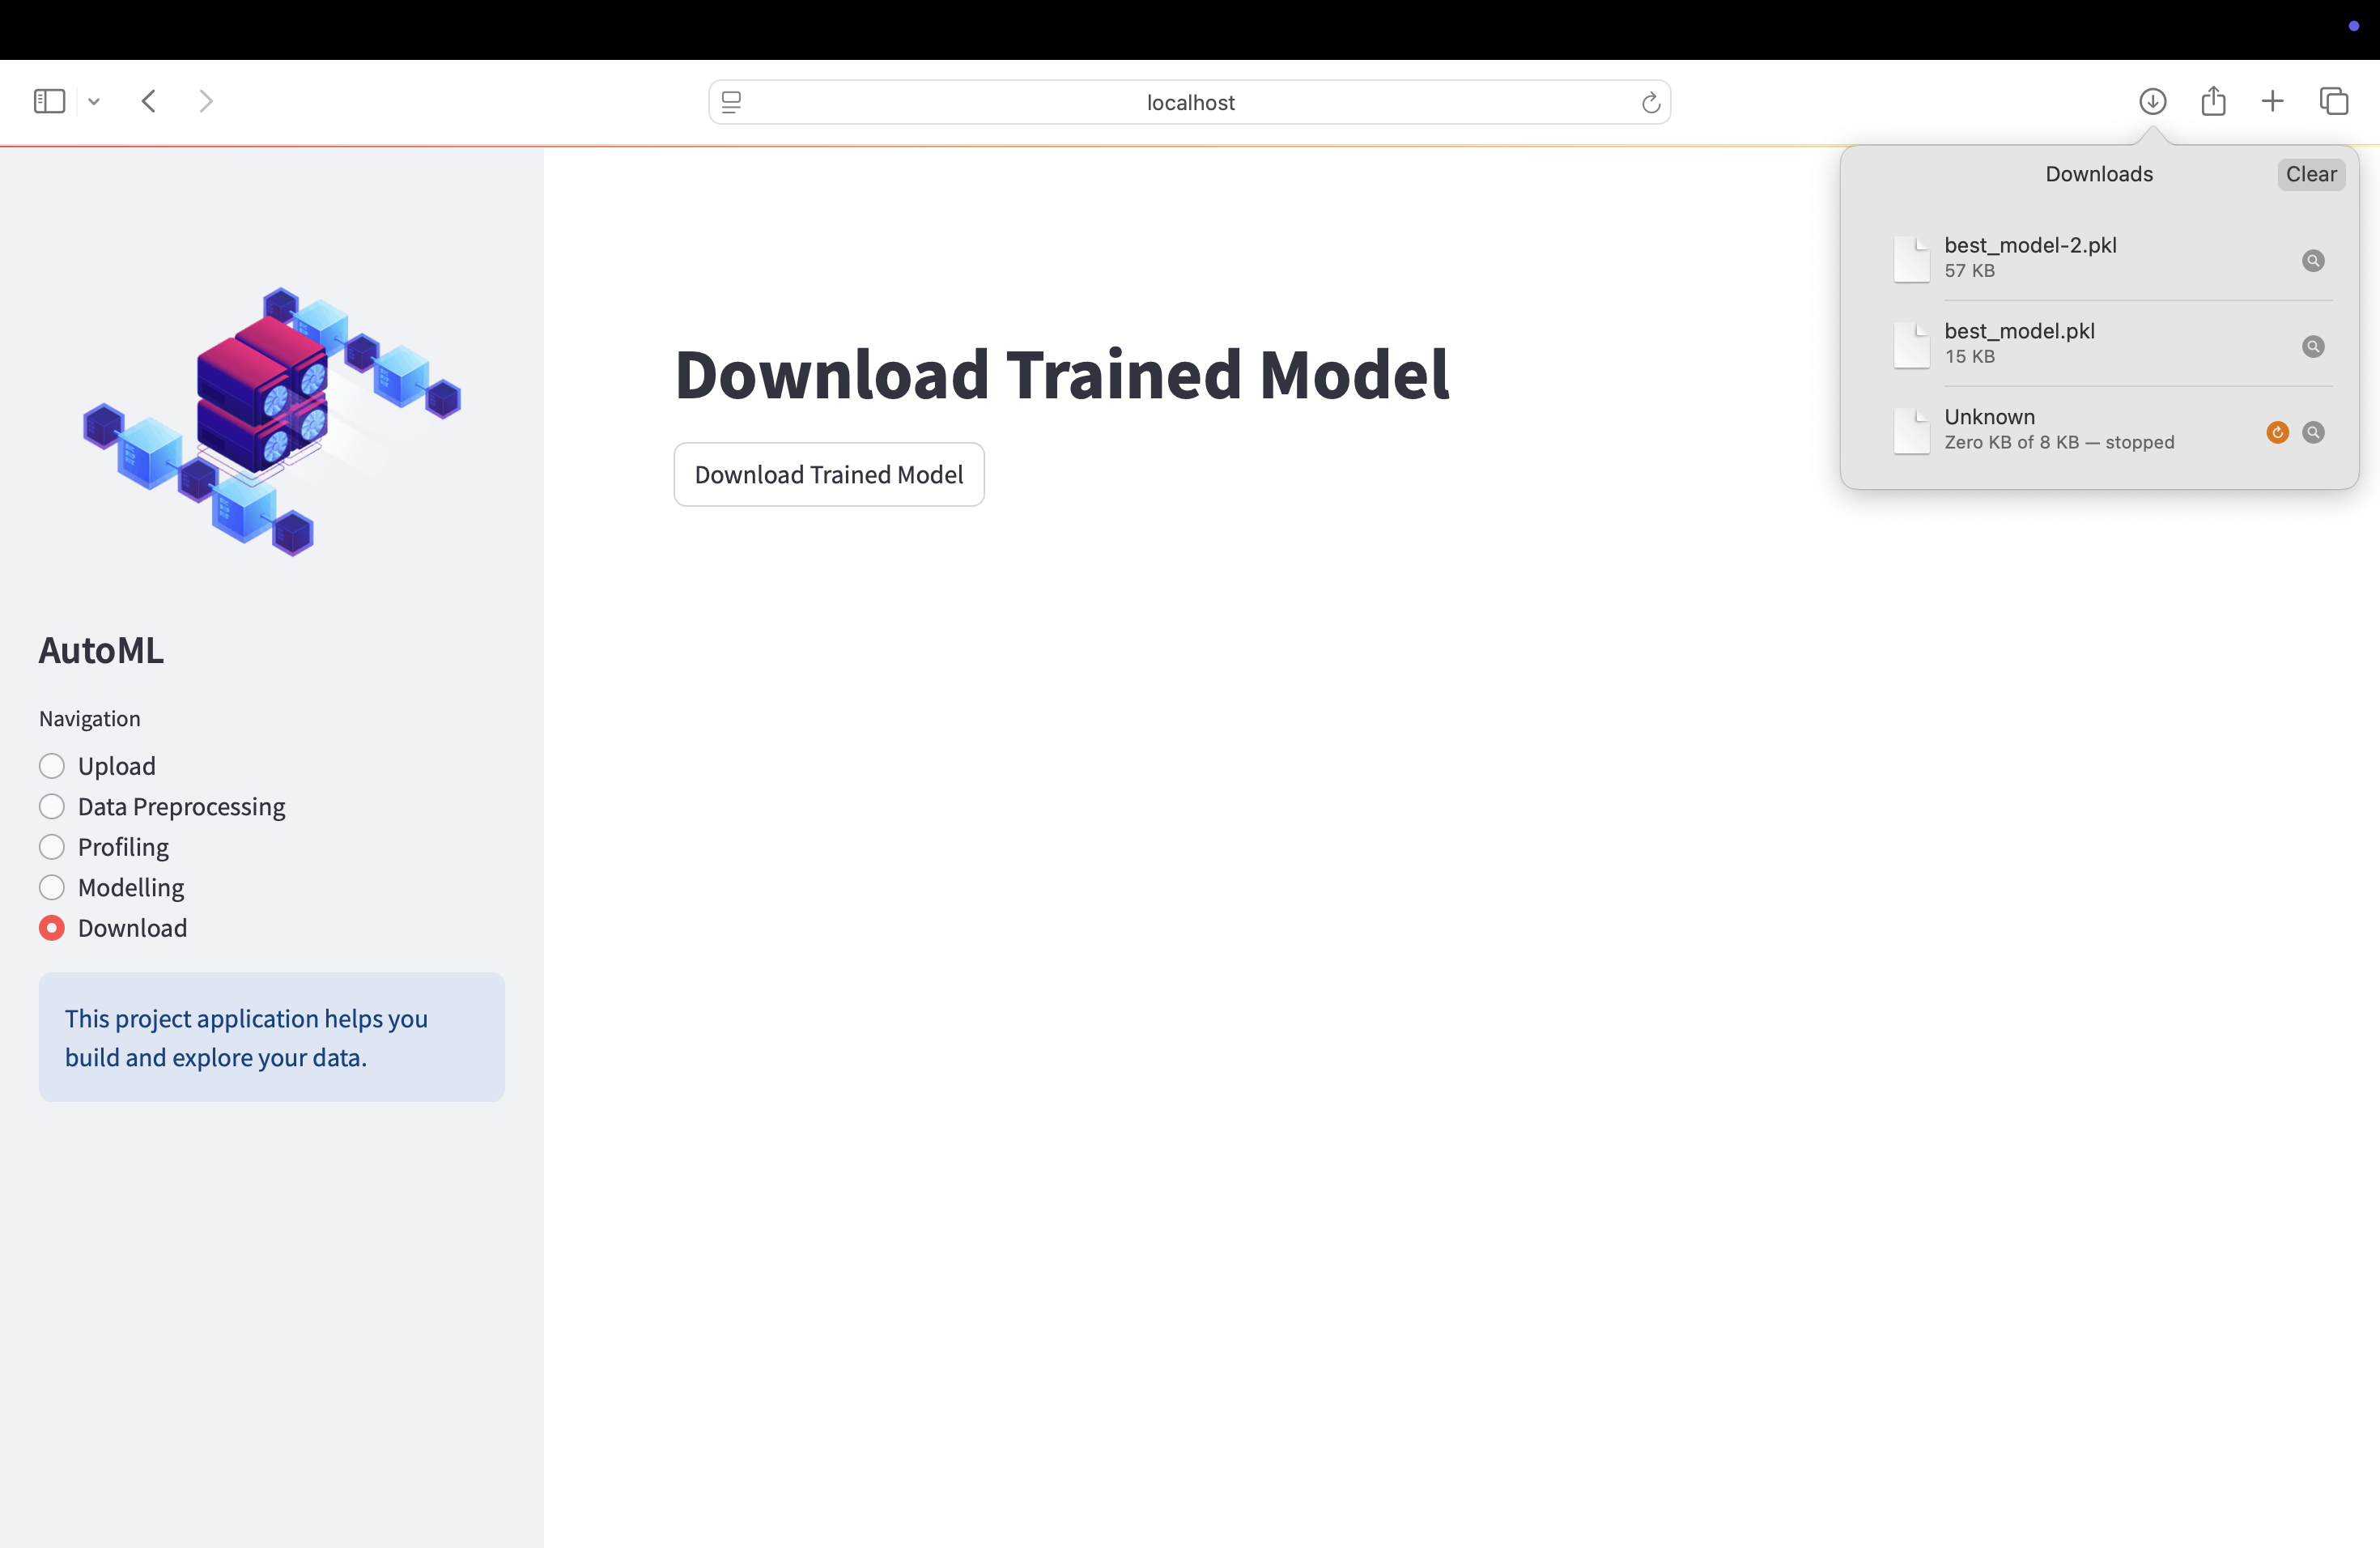 localhost
Downloads
Clear
best_model-2.pkl
57 KB
best_model.pkl
15 KB
Unknown
Zero KB of 8 KB — stopped
AutoML
Navigation
Upload
Data Preprocessing
Profiling
Modelling
Download
This project application helps you
build and explore your data.
Download Trained Model
Download Trained Model